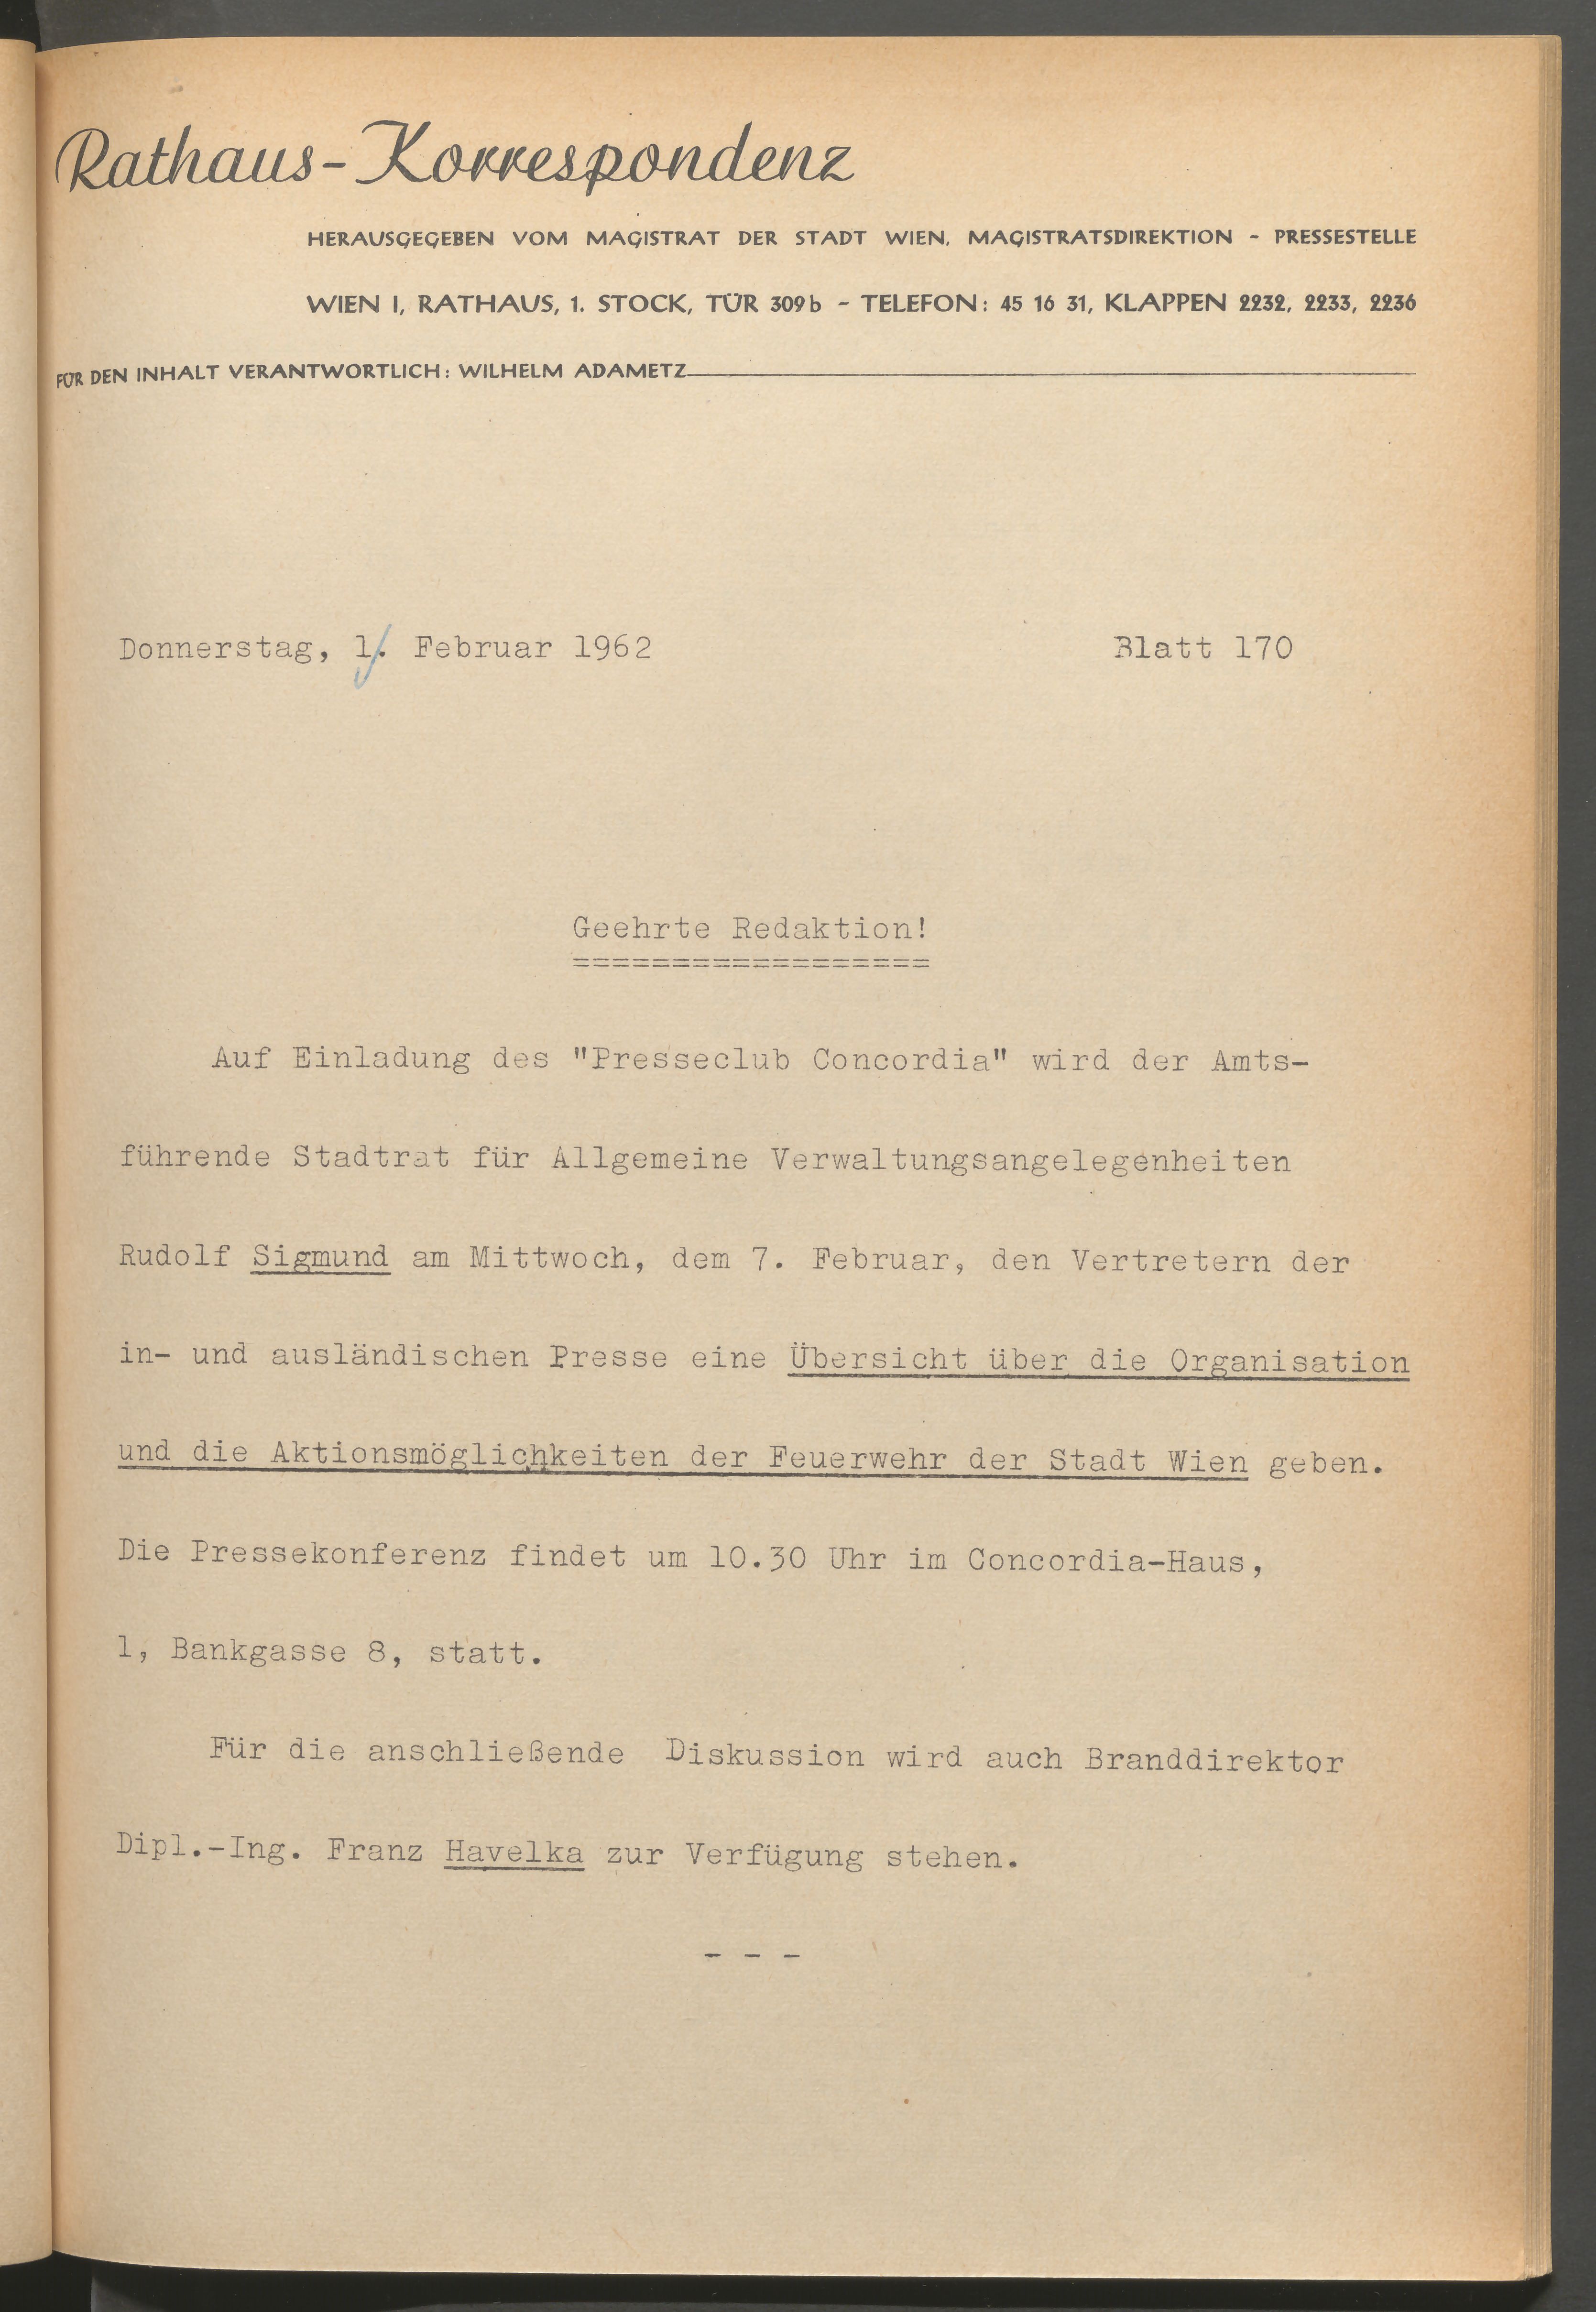 Rathaus-Korrespondenz
HERAUSGEGEBEN VOM MAGISTRAT DER STADT WIEN, MAGISTRATSDIREKTION - PRESSESTELLE
WIEN I, RATHAUS, 1. STOCK, TÜR 309b - TELEFON: 45 16 31, KLAPPEN 2232, 2233, 2236
FÜR DEN INHALT VERANTWORTLICH: WILHELM ADAMETZ
Donnerstag, 1. Februar 1962 Blatt 170
Geehrte Redaktion!
==================
Auf Einladung des "Presseclub Concordia" wird der Amts-
führende Stadtrat für Allgemeine Verwaltungsangelegenheiten
Rudolf Sigmund am Mittwoch, dem 7. Februar, den Vertretern der
in- und ausländischen Presse eine Übersicht über die Organisation
und die Aktionsmöglichkeiten der Feuerwehr der Stadt Wien geben.
Die Pressekonferenz findet um 10.30 Uhr im Concordia-Haus,
1, Bankgasse 8, statt.
Für die anschließende Diskussion wird auch Branddirektor
Dipl.-Ing. Franz Havelka zur Verfügung stehen.
- - -